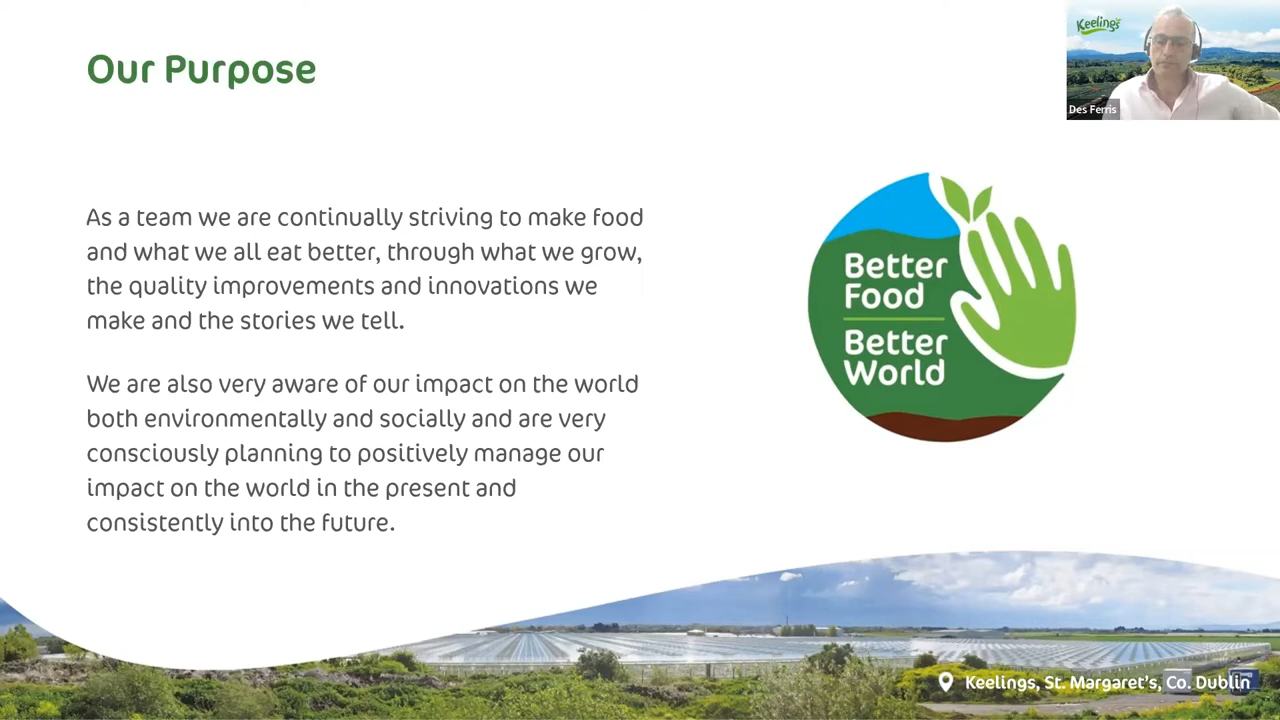 Our Purpose
Keelings
Des Ferris
As a team we are continually striving to make food
and what we all eat better, through what we grow,
the quality improvements and innovations we
make and the stories we tell.
We are also very aware of our impact on the world
both environmentally and socially and are very
consciously planning to positively manage our
impact on the world in the present and
consistently into the future.
Better
Food
Better
World
Keelings, St. Margaret's, Co. Dublin